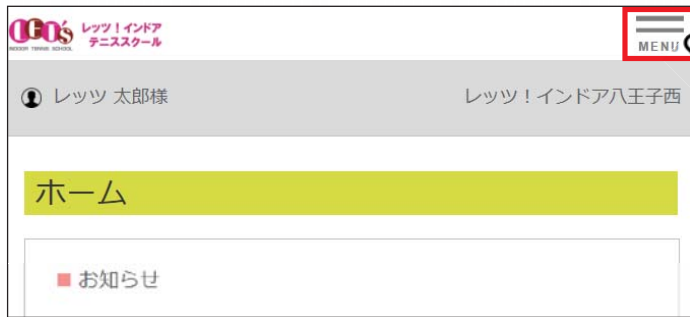 LEO's
レッツ！インドア
テニススクール
INDOOR TENNIS SCHOOL
MENU
レッツ 太郎様
レッツ！インドア八王子西
ホーム
お知らせ